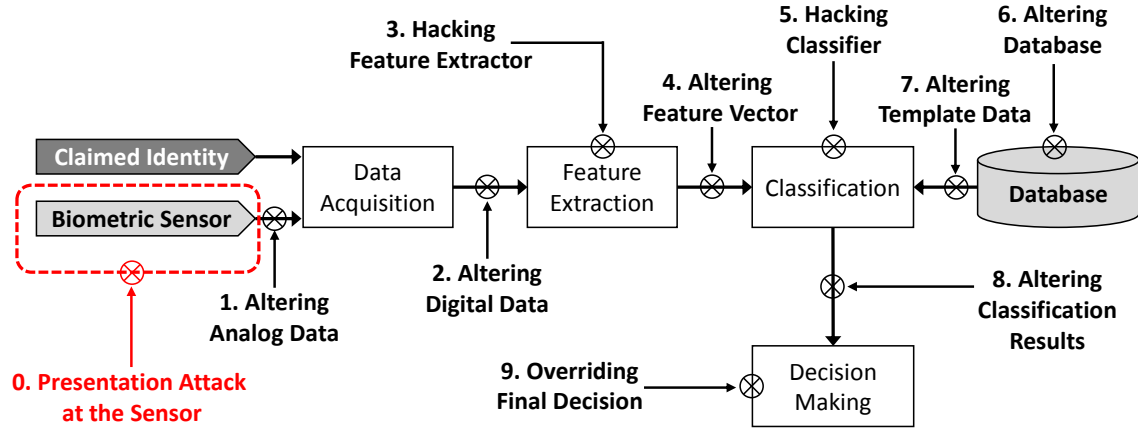 3. Hacking
Feature Extractor
5. Hacking
Classifier
6. Altering
Database
4. Altering
Feature Vector
7. Altering
Template Data
Claimed Identity
Biometric Sensor
Data
Acquisition
Feature
Extraction
Classification
Database
1. Altering
Analog Data
2. Altering
Digital Data
8. Altering
Classification
Results
0. Presentation Attack
at the Sensor
9. Overriding
Final Decision
Decision
Making